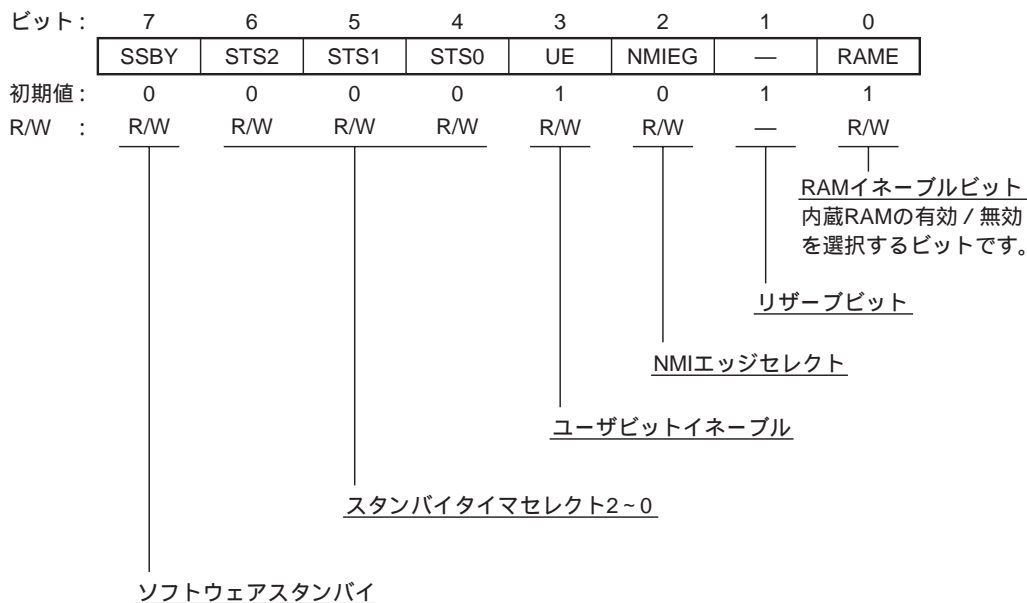 ビット： 7 6 5 4 3 2 1 0
SSBY STS2 STS1 STS0 UE NMIEG — RAME
初期値： 0 0 0 0 1 0 1 1
R/W ： R/W R/W R/W R/W R/W R/W — R/W
RAMイネーブルビット
内蔵RAMの有効／無効
を選択するビットです。
リザーブビット
NMIエッジセレクト
ユーザビットイネーブル
スタンバイタイマセレクト2～0
ソフトウェアスタンバイ